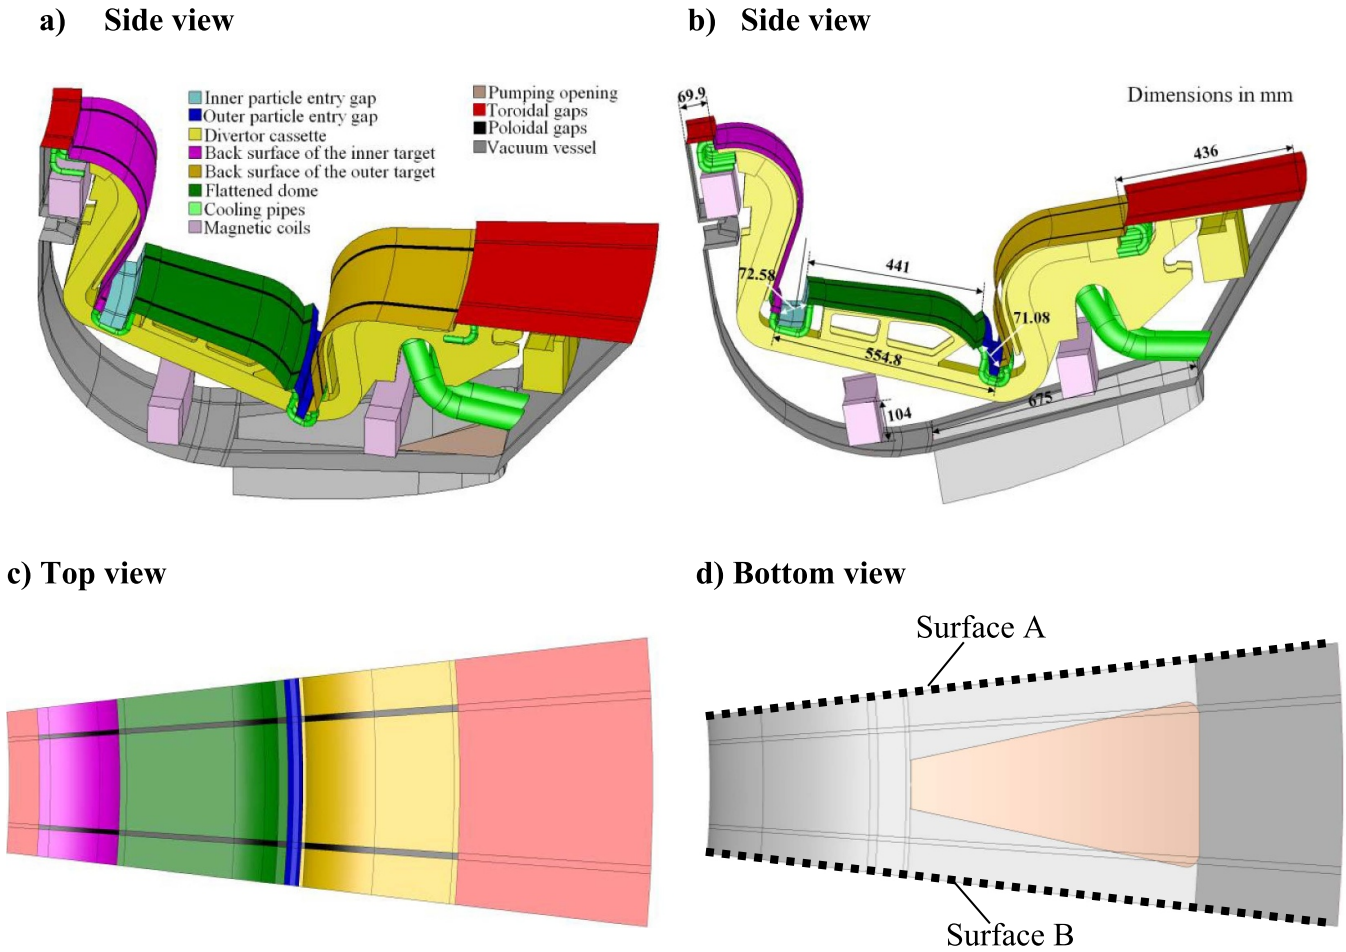 a) Side view
Inner particle entry gap
Outer particle entry gap
Divertor cassette
Back surface of the inner target
Back surface of the outer target
Flattened dome
Cooling pipes
Magnetic coils
Pumping opening
Toroidal gaps
Poloidal gaps
Vacuum vessel
b) Side view
Dimensions in mm
69.9
436
72.58
441
71.08
554.8
104
675
c) Top view
d) Bottom view
Surface A
Surface B